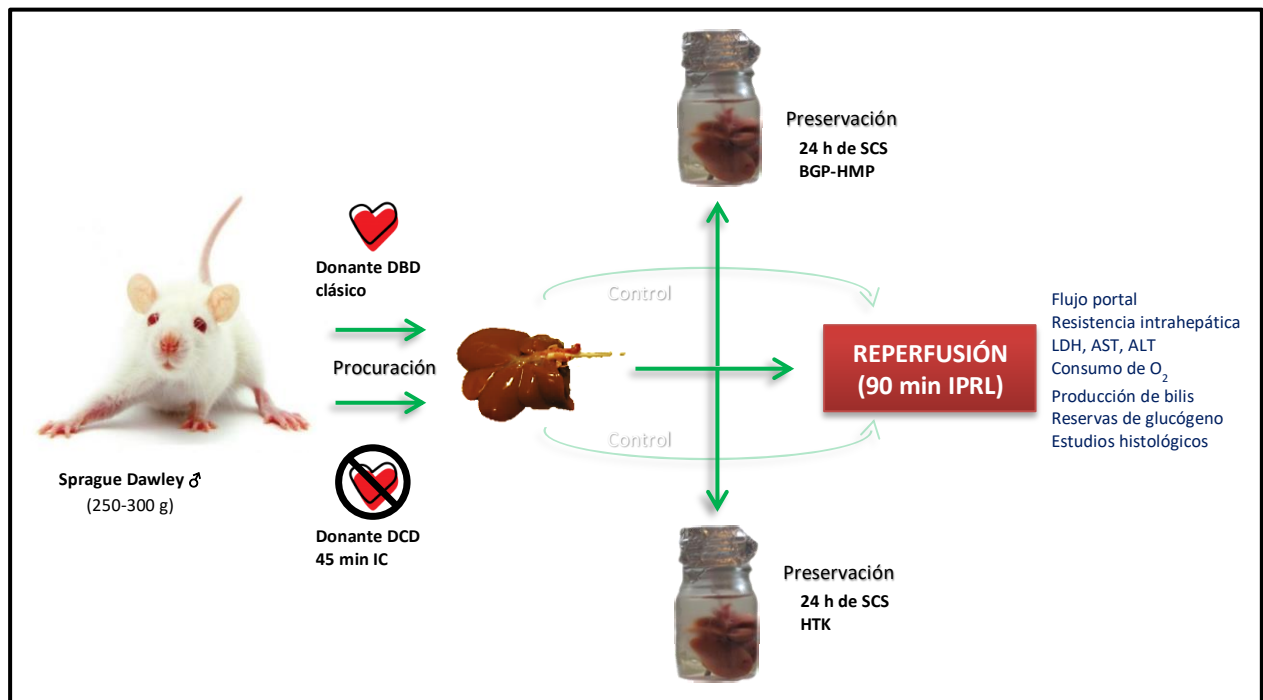 Sprague Dawley ♂
(250-300 g)
Donante DBD
clásico
Procuración
Donante DCD
45 min IC
Control
Control
Preservación
24 h de SCS
BGP-HMP
Preservación
24 h de SCS
HTK
REPERFUSIÓN
(90 min IPRL)
Flujo portal
Resistencia intrahepática
LDH, AST, ALT
Consumo de O₂
Producción de bilis
Reservas de glucógeno
Estudios histológicos